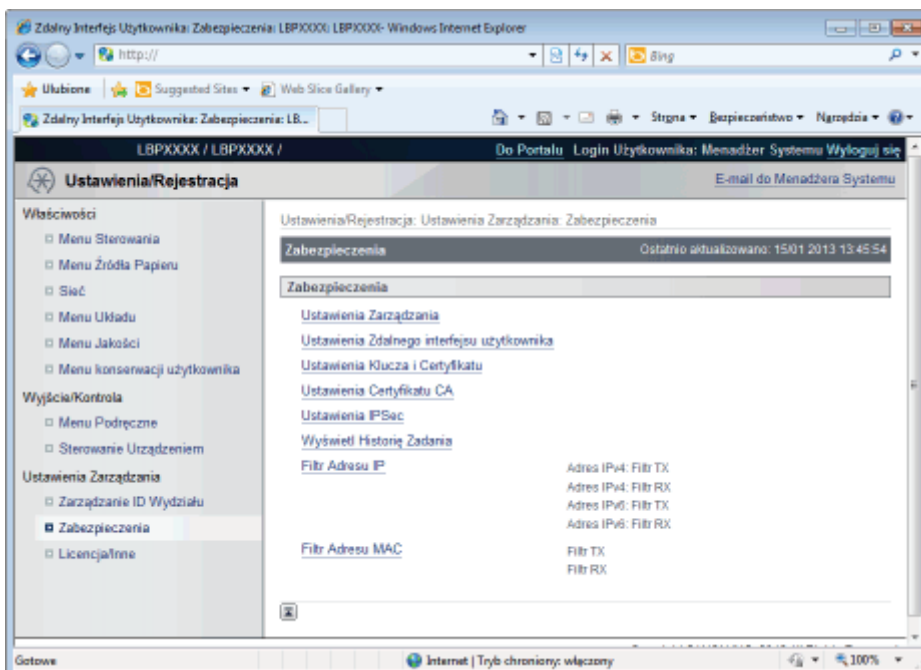 Zdalny Interfejs Użytkownika: Zabezpieczenia: LBPXXXX: LBPXXXX- Windows Internet Explorer
http://
Bing
Ulubione Suggested Sites Web Slice Gallery
Zdalny Interfejs Użytkownika: Zabezpieczenia: LB...
Strona Bezpieczeństwo Narzędzia
LBPXXXX / LBPXXXX /
Do Portalu Login Użytkownika: Menadżer Systemu Wyloguj się
Ustawienia/Rejestracja
E-mail do Menadżera Systemu
Właściwości
Menu Sterowania
Menu Źródła Papieru
Sieć
Menu Układu
Menu Jakości
Menu konserwacji użytkownika
Wyjście/Kontrola
Menu Podręczne
Sterowanie Urządzeniem
Ustawienia Zarządzania
Zarządzanie ID Wydziału
Zabezpieczenia
Licencja/Inne
Ustawienia/Rejestracja: Ustawienia Zarządzania: Zabezpieczenia
Zabezpieczenia
Ostatnio aktualizowano: 15/01 2013 13:45:54
Zabezpieczenia
Ustawienia Zarządzania
Ustawienia Zdalnego interfejsu użytkownika
Ustawienia Klucza i Certyfikatu
Ustawienia Certyfikatu CA
Ustawienia IPSec
Wyświetl Historię Zadania
Filtr Adresu IP
Adres IPv4: Filtr TX
Adres IPv4: Filtr RX
Adres IPv6: Filtr TX
Adres IPv6: Filtr RX
Filtr Adresu MAC
Filtr TX
Filtr RX
Gotowe
Internet | Tryb chroniony: włączony
100%